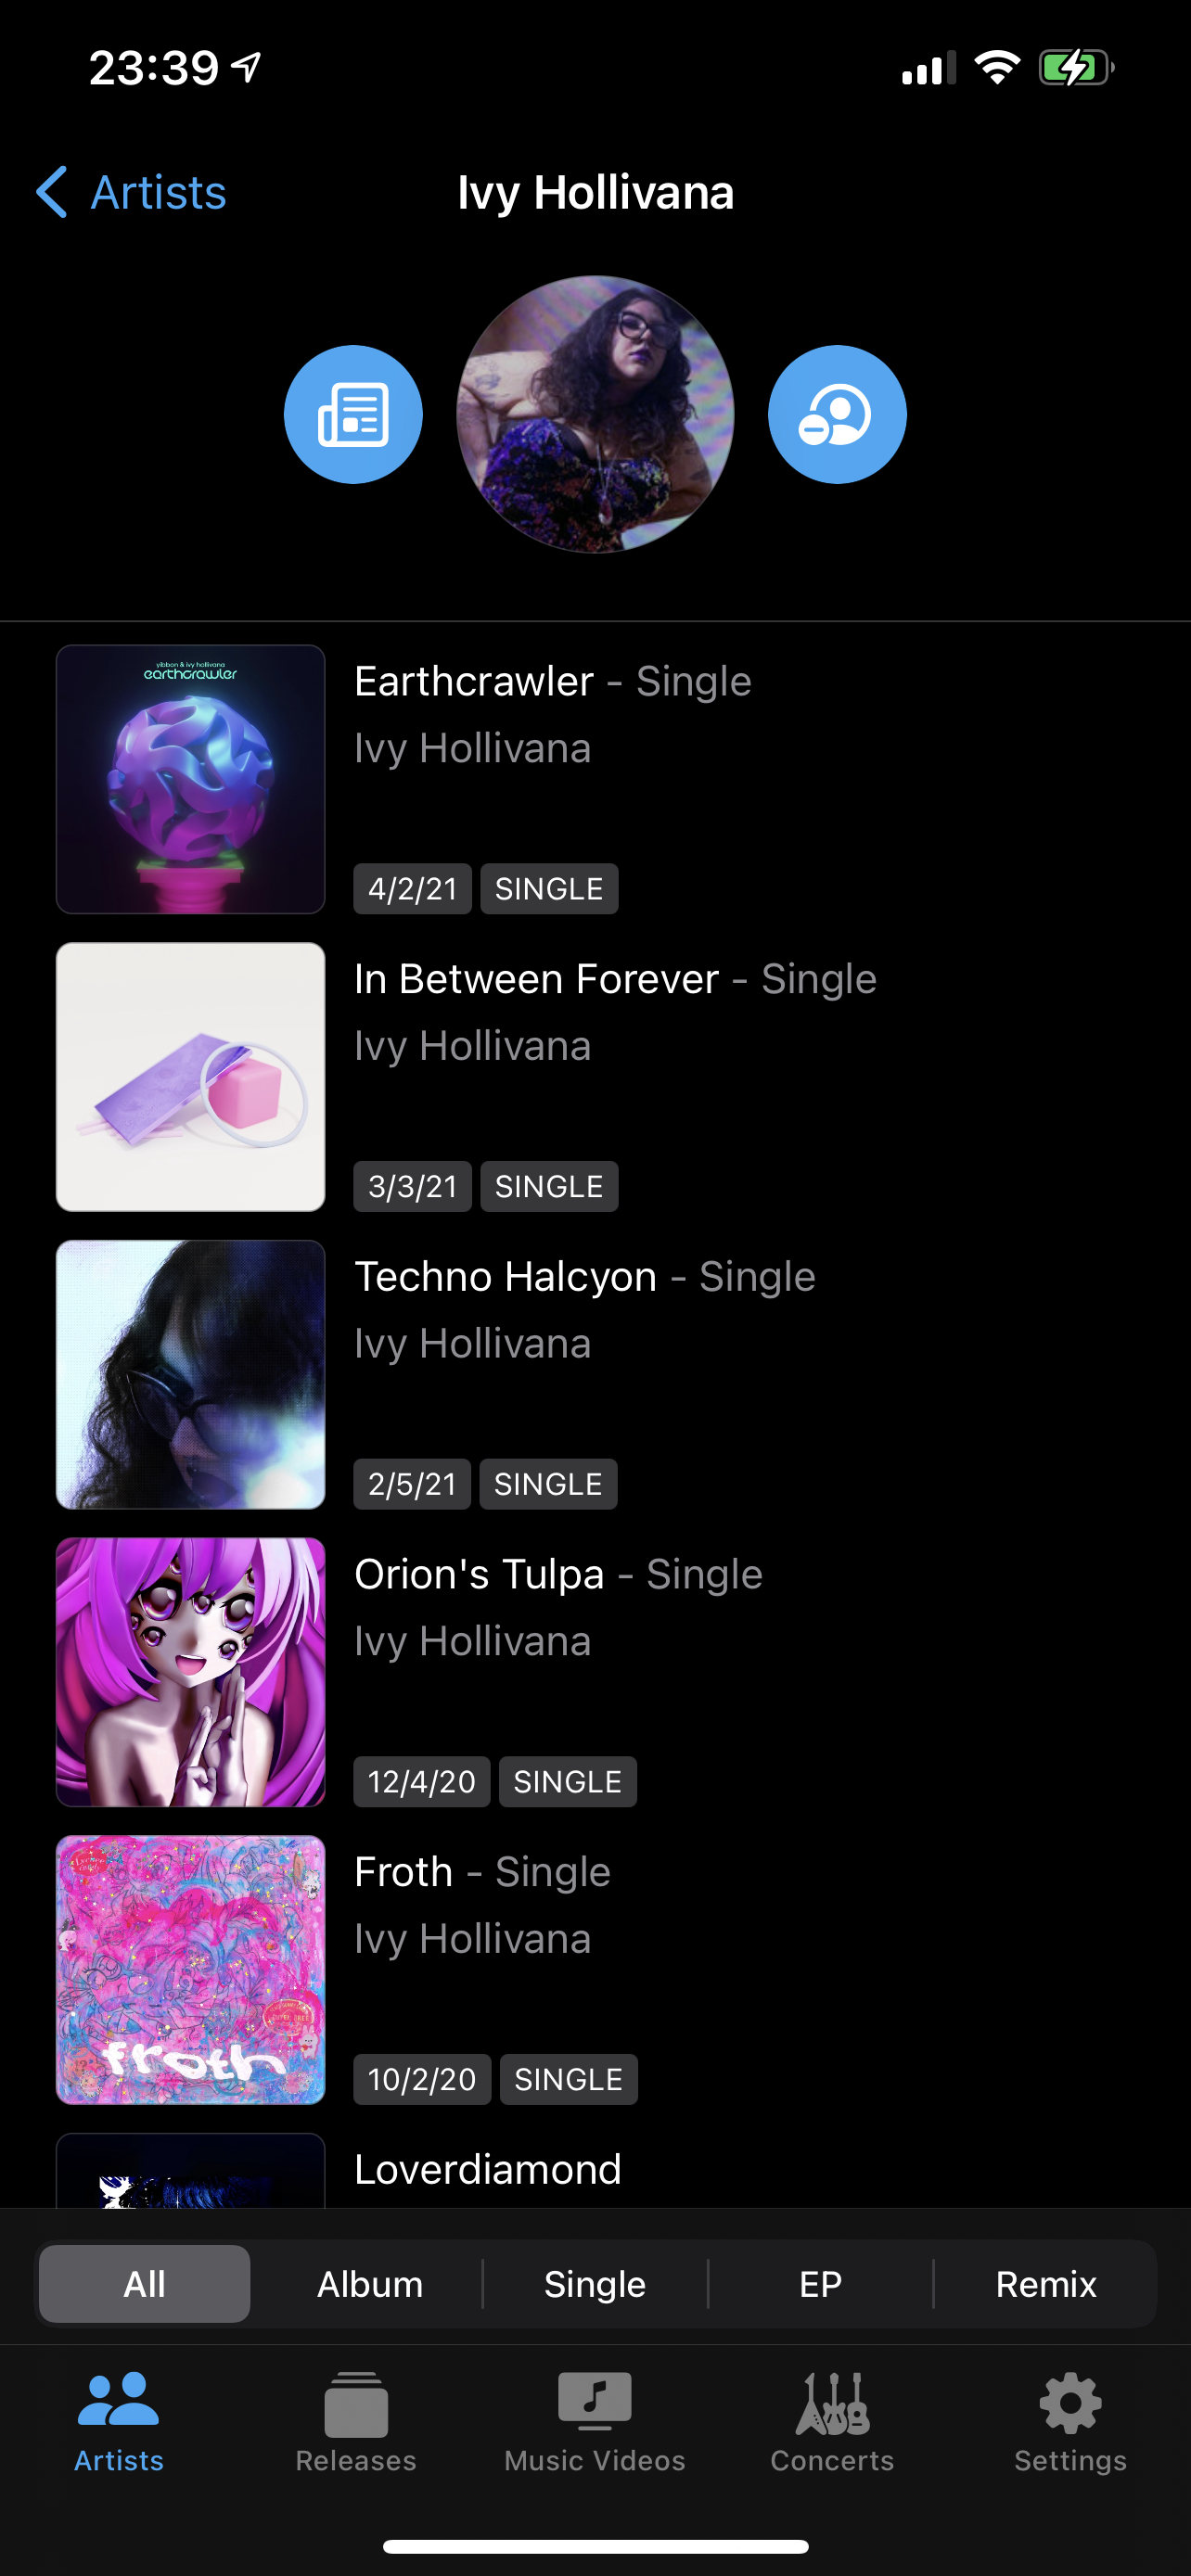 23:39
Artists
Ivy Hollivana
yibbon & ivy hollivana
earthcrawler
Earthcrawler - Single
Ivy Hollivana
4/2/21 SINGLE
In Between Forever - Single
Ivy Hollivana
3/3/21 SINGLE
Techno Halcyon - Single
Ivy Hollivana
2/5/21 SINGLE
Orion's Tulpa - Single
Ivy Hollivana
12/4/20 SINGLE
Froth - Single
Ivy Hollivana
froth
10/2/20 SINGLE
Loverdiamond
All Album Single EP Remix
Artists Releases Music Videos Concerts Settings